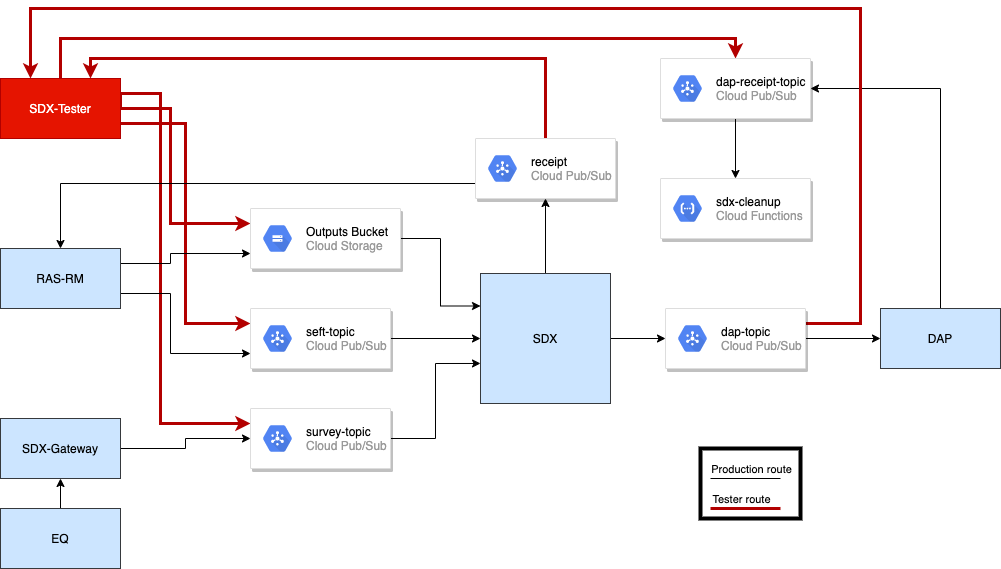 SDX-Tester
dap-receipt-topic
Cloud Pub/Sub
receipt
Cloud Pub/Sub
sdx-cleanup
Cloud Functions
Outputs Bucket
Cloud Storage
RAS-RM
seft-topic
Cloud Pub/Sub
SDX
dap-topic
Cloud Pub/Sub
DAP
SDX-Gateway
survey-topic
Cloud Pub/Sub
EQ
Production route
Tester route